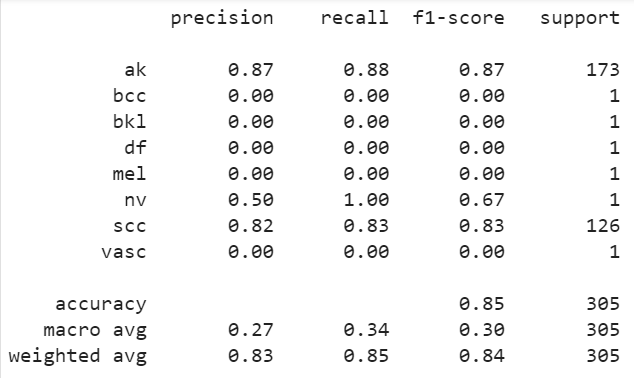 precision recall f1-score support
ak 0.87 0.88 0.87 173
bcc 0.00 0.00 0.00 1
bkl 0.00 0.00 0.00 1
df 0.00 0.00 0.00 1
mel 0.00 0.00 0.00 1
nv 0.50 1.00 0.67 1
scc 0.82 0.83 0.83 126
vasc 0.00 0.00 0.00 1
accuracy 0.85 305
macro avg 0.27 0.34 0.30 305
weighted avg 0.83 0.85 0.84 305